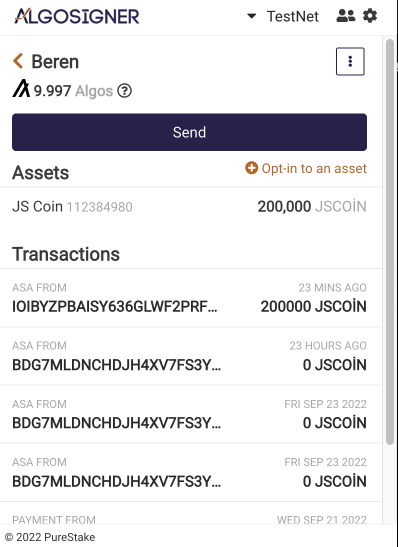 ALGOSIGNER
TestNet
Beren
9.997 Algos
Send
Assets
Opt-in to an asset
JS Coin 112384980
200,000 JSCOİN
Transactions
ASA FROM 23 MINS AGO
IOIBYZPBAISY636GLWF2PRF... 200000 JSCOİN
ASA FROM 23 HOURS AGO
BDG7MLDNCHDJH4XV7FS3Y... 0 JSCOİN
ASA FROM FRI SEP 23 2022
BDG7MLDNCHDJH4XV7FS3Y... 0 JSCOİN
ASA FROM FRI SEP 23 2022
BDG7MLDNCHDJH4XV7FS3Y... 0 JSCOİN
PAYMENT FROM WED SEP 21 2022
© 2022 PureStake